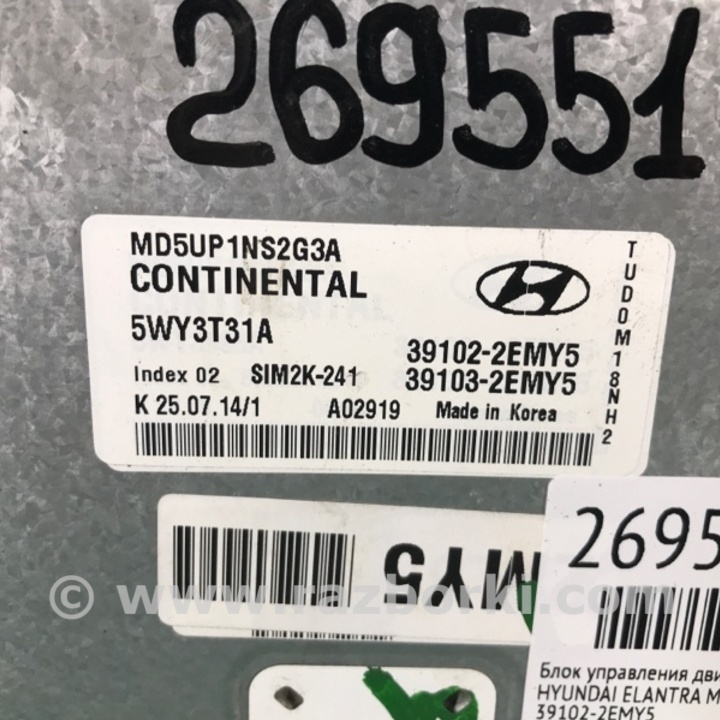 269551
MD5UP1NS2G3A
CONTINENTAL
5WY3T31A
39102-2EMY5
Index 02 SIM2K-241 39103-2EMY5
K 25.07.14/1 A02919 Made in Korea
TUDOM18NH2
MY5
2695
© www.razborki.com
Блок управления дви
HYUNDAI ELANTRA M
39102-2EMY5